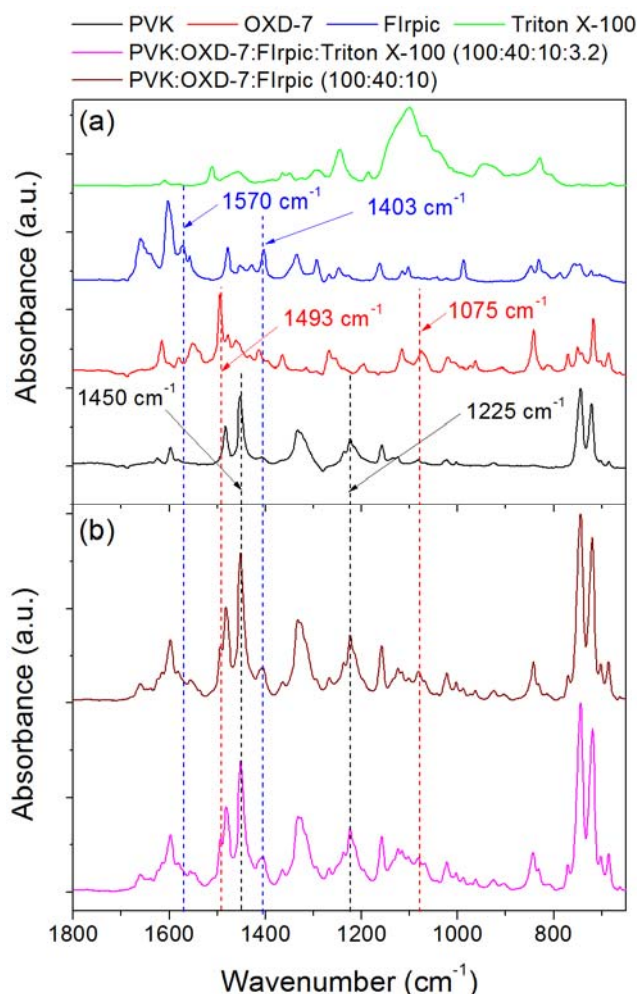 PVK OXD-7 FIrpic Triton X-100
PVK:OXD-7:FIrpic:Triton X-100 (100:40:10:3.2)
PVK:OXD-7:FIrpic (100:40:10)
(a)
1570 cm⁻¹
1403 cm⁻¹
1493 cm⁻¹
1075 cm⁻¹
1450 cm⁻¹
1225 cm⁻¹
Absorbance (a.u.)
(b)
Absorbance (a.u.)
1800 1600 1400 1200 1000 800
Wavenumber (cm⁻¹)